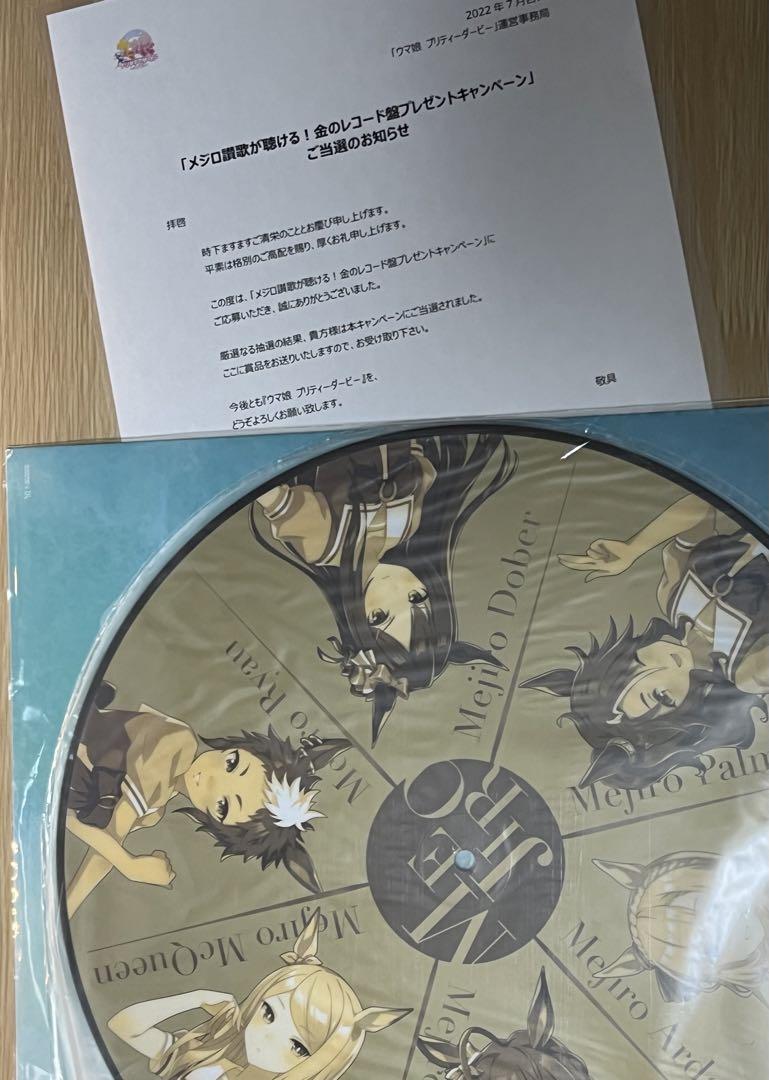 2022年7月
「ウマ娘 プリティーダービー」運営事務局
「メジロ讃歌が聴ける！金のレコード盤プレゼントキャンペーン」
ご当選のお知らせ
拝啓
時下ますますご清栄のこととお慶び申し上げます。
平素は格別のご高配を賜り、厚くお礼申し上げます。
この度は、「メジロ讃歌が聴ける！金のレコード盤プレゼントキャンペーン」に
ご応募いただき、誠にありがとうございました。
厳選なる抽選の結果、貴方様は本キャンペーンにご当選されました。
ここに賞品をお送りいたしますので、お受け取り下さい。
今後とも『ウマ娘 プリティーダービー』を、
どうぞよろしくお願い致します。
敬具
Mejiro Dober
Mejiro Ryan
Mejiro Palm
Mejiro McQueen
MEJIRO
Mejiro Ard
Mej